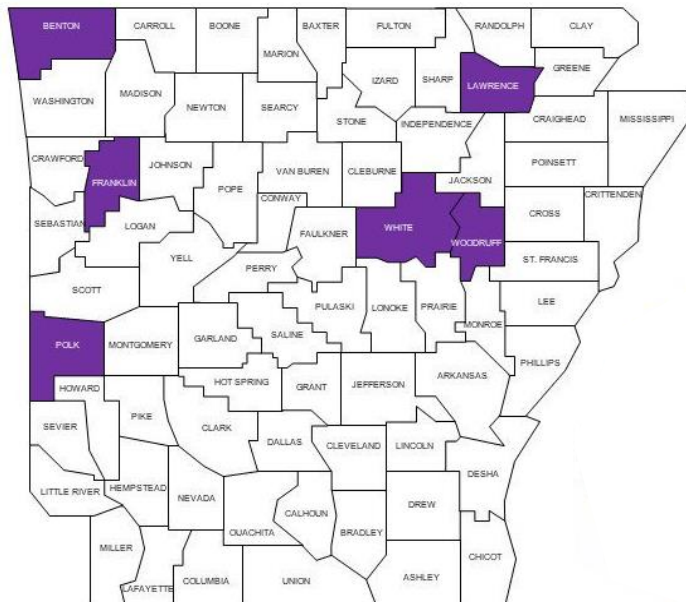 BENTON
CARROLL
BOONE
BAXTER
FULTON
RANDOLPH
CLAY
MARION
IZARD
SHARP
LAWRENCE
GREENE
WASHINGTON
MADISON
NEWTON
SEARCY
STONE
INDEPENDENCE
CRAIGHEAD
MISSISSIPPI
CRAWFORD
JOHNSON
FRANKLIN
POPE
VAN BUREN
CLEBURNE
JACKSON
POINSETT
CRITTENDEN
CONWAY
SEBASTIAN
LOGAN
FAULKNER
WHITE
WOODRUFF
CROSS
YELL
PERRY
ST. FRANCIS
SCOTT
PULASKI
LONOKE
PRAIRIE
LEE
POLK
MONTGOMERY
GARLAND
SALINE
MONROE
PHILLIPS
HOWARD
HOT SPRING
GRANT
JEFFERSON
ARKANSAS
SEVIER
PIKE
CLARK
DALLAS
CLEVELAND
LINCOLN
DESHA
LITTLE RIVER
HEMPSTEAD
NEVADA
CALHOUN
DREW
OUACHITA
BRADLEY
MILLER
CHICOT
LAFAYETTE
COLUMBIA
UNION
ASHLEY